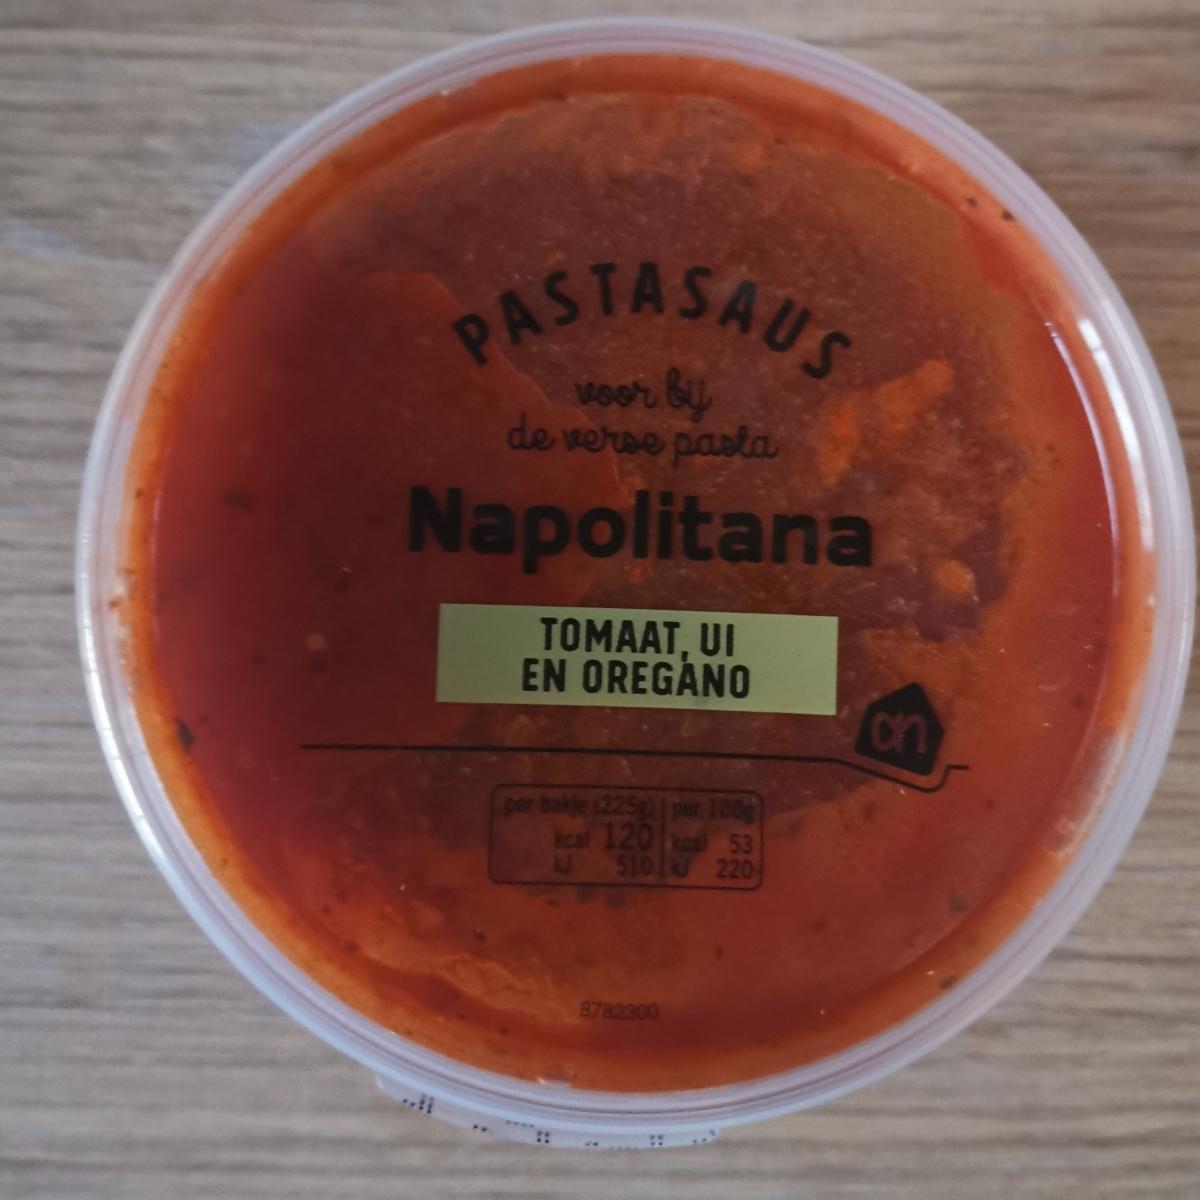 PASTASAUS
voor bij
de verse pasta
Napolitana
TOMAAT, UI
EN OREGANO
ah
per bakje (225g) per 100g
kcal 120 kcal 53
kJ 510 kJ 220
8782300